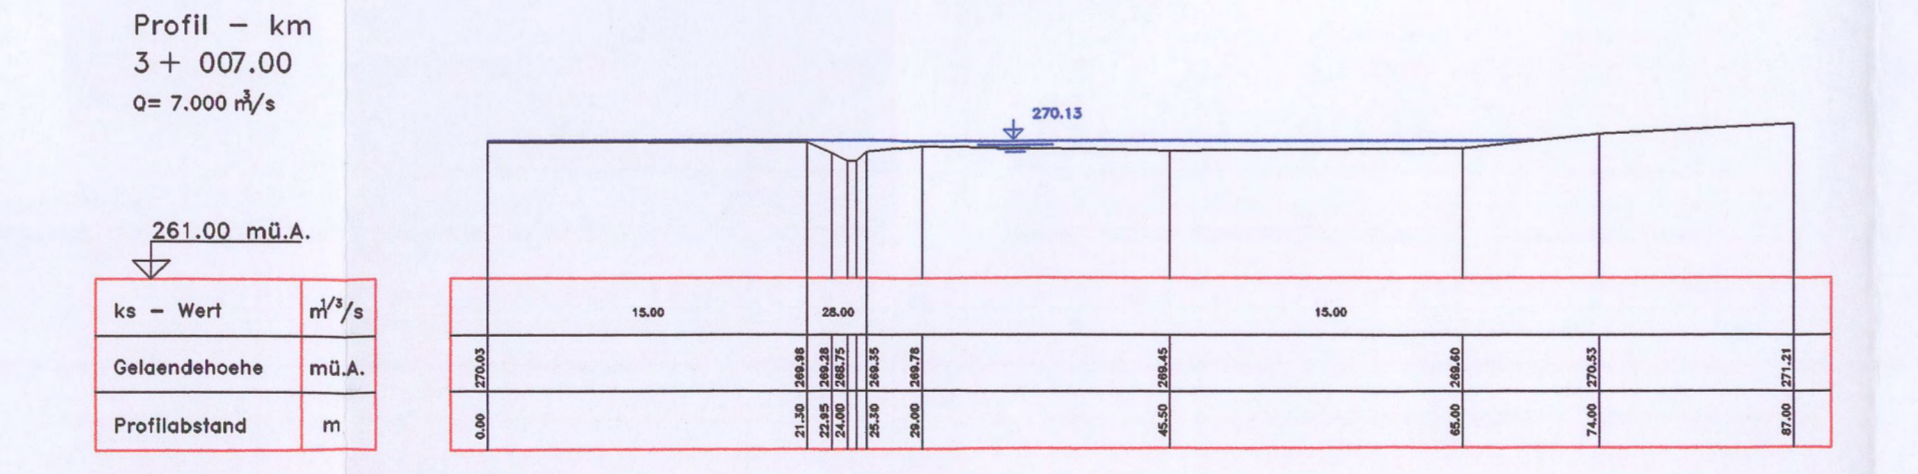 Profil – km
3 + 007.00
Q= 7.000 m³/s
270.13
261.00 mü.A.
ks – Wert m^1/3/s 15.00 28.00 15.00
Gelaendehoehe mü.A. 270.03 269.98 269.28 268.75 269.35 269.78 269.45 269.60 270.53 271.21
Profilabstand m 0.00 21.30 22.95 24.00 25.30 29.00 45.50 65.00 74.00 87.00